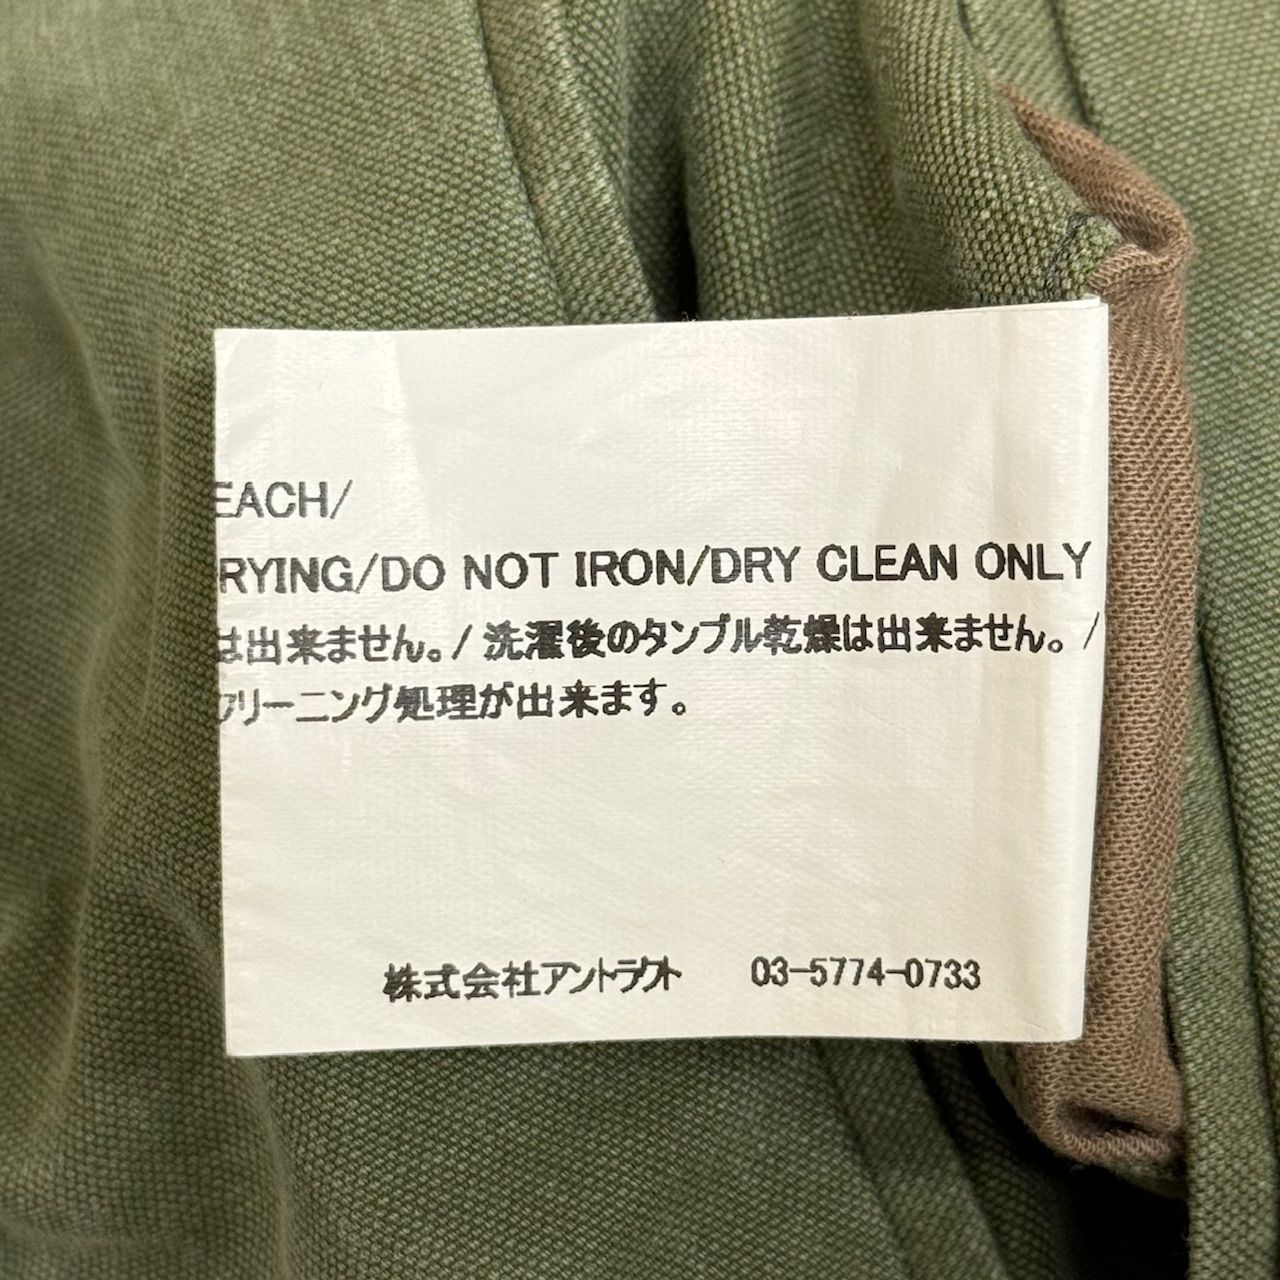 EACH/
RYING/DO NOT IRON/DRY CLEAN ONLY
は出来ません。/ 洗濯後のタンブル乾燥は出来ません。/
クリーニング処理が出来ます。
株式会社アントラクト 03-5774-0733